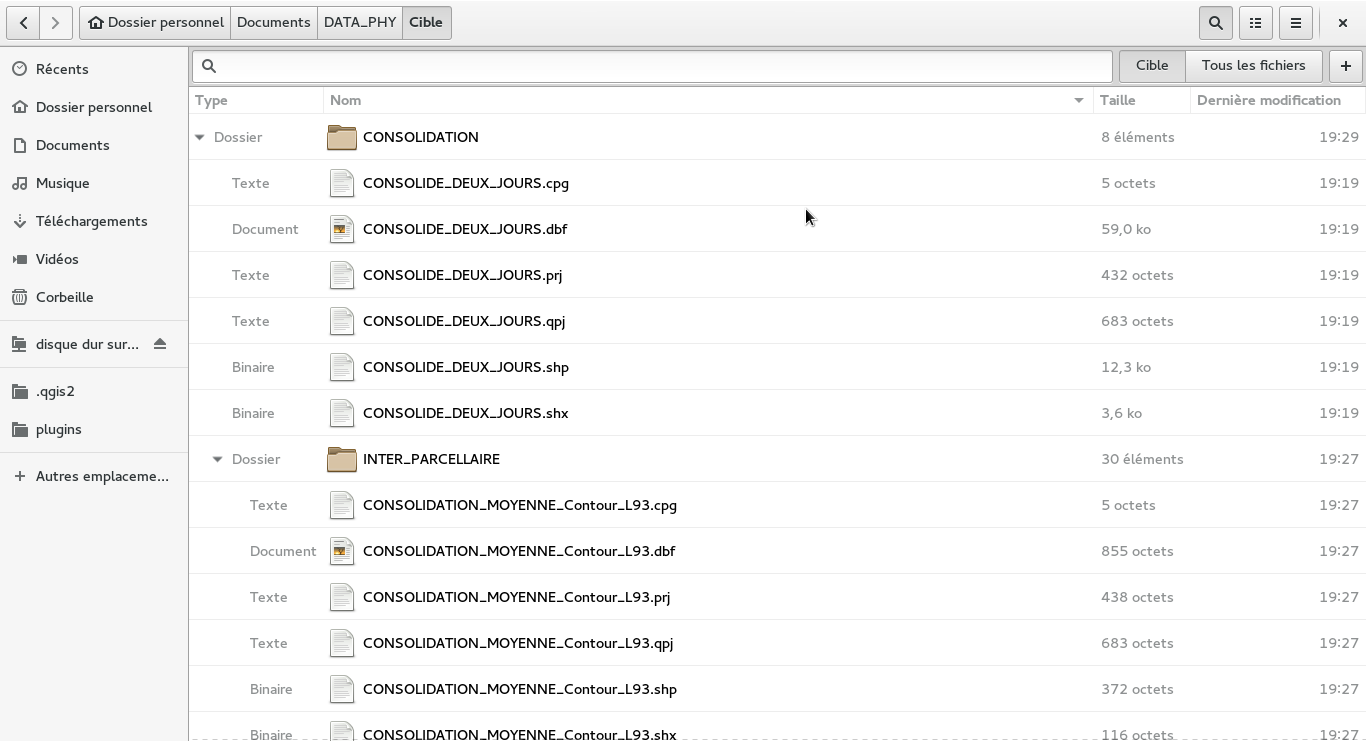 Dossier personnel Documents DATA_PHY Cible
Récents
Dossier personnel
Documents
Musique
Téléchargements
Vidéos
Corbeille
disque dur sur...
.qgis2
plugins
Autres emplaceme...
Cible Tous les fichiers
Type Nom Taille Dernière modification
Dossier CONSOLIDATION 8 éléments 19:29
Texte CONSOLIDE_DEUX_JOURS.cpg 5 octets 19:19
Document CONSOLIDE_DEUX_JOURS.dbf 59,0 ko 19:19
Texte CONSOLIDE_DEUX_JOURS.prj 432 octets 19:19
Texte CONSOLIDE_DEUX_JOURS.qpj 683 octets 19:19
Binaire CONSOLIDE_DEUX_JOURS.shp 12,3 ko 19:19
Binaire CONSOLIDE_DEUX_JOURS.shx 3,6 ko 19:19
Dossier INTER_PARCELLAIRE 30 éléments 19:27
Texte CONSOLIDATION_MOYENNE_Contour_L93.cpg 5 octets 19:27
Document CONSOLIDATION_MOYENNE_Contour_L93.dbf 855 octets 19:27
Texte CONSOLIDATION_MOYENNE_Contour_L93.prj 438 octets 19:27
Texte CONSOLIDATION_MOYENNE_Contour_L93.qpj 683 octets 19:27
Binaire CONSOLIDATION_MOYENNE_Contour_L93.shp 372 octets 19:27
Binaire CONSOLIDATION_MOYENNE_Contour_L93.shx 116 octets 19:27